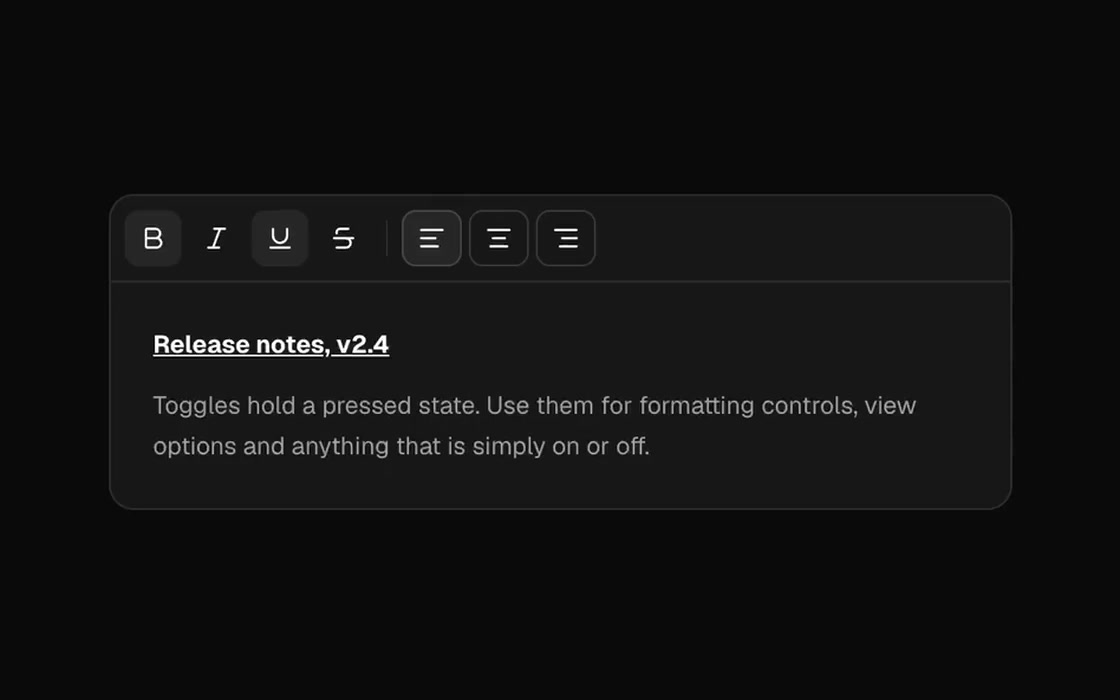 B I U S
Release notes, v2.4
Toggles hold a pressed state. Use them for formatting controls, view
options and anything that is simply on or off.